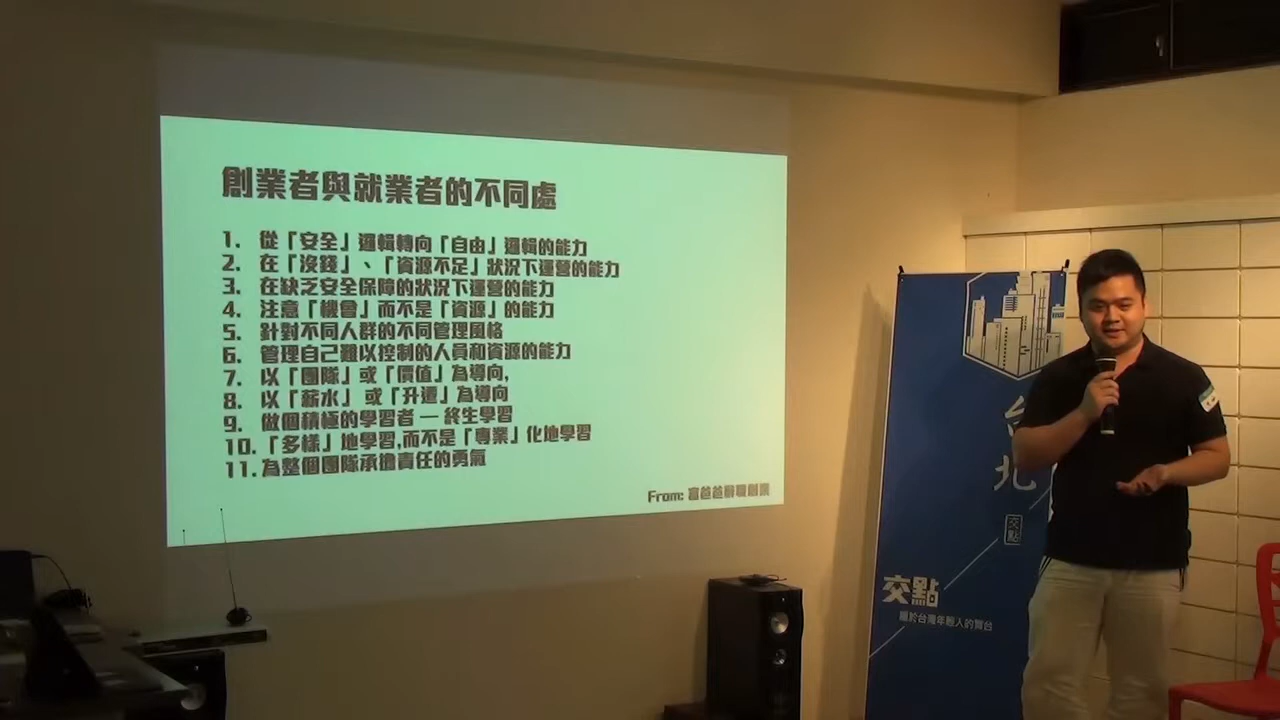 創業者與就業者的不同處
1. 從「安全」邏輯轉向「自由」邏輯的能力
2. 在「沒錢」、「資源不足」狀況下運營的能力
3. 在缺乏安全保障的狀況下運營的能力
4. 注意「機會」而不是「資源」的能力
5. 針對不同人群的不同管理風格
6. 管理自己難以控制的人員和資源的能力
7. 以「團隊」或「價值」為導向,
8. 以「薪水」或「升遷」為導向
9. 做個積極的學習者 — 終生學習
10.「多樣」地學習,而不是「專業」化地學習
11. 為整個團隊承擔責任的勇氣
From: 富爸爸辭職創業
台北
交點
交點
屬於台灣年輕人的舞台